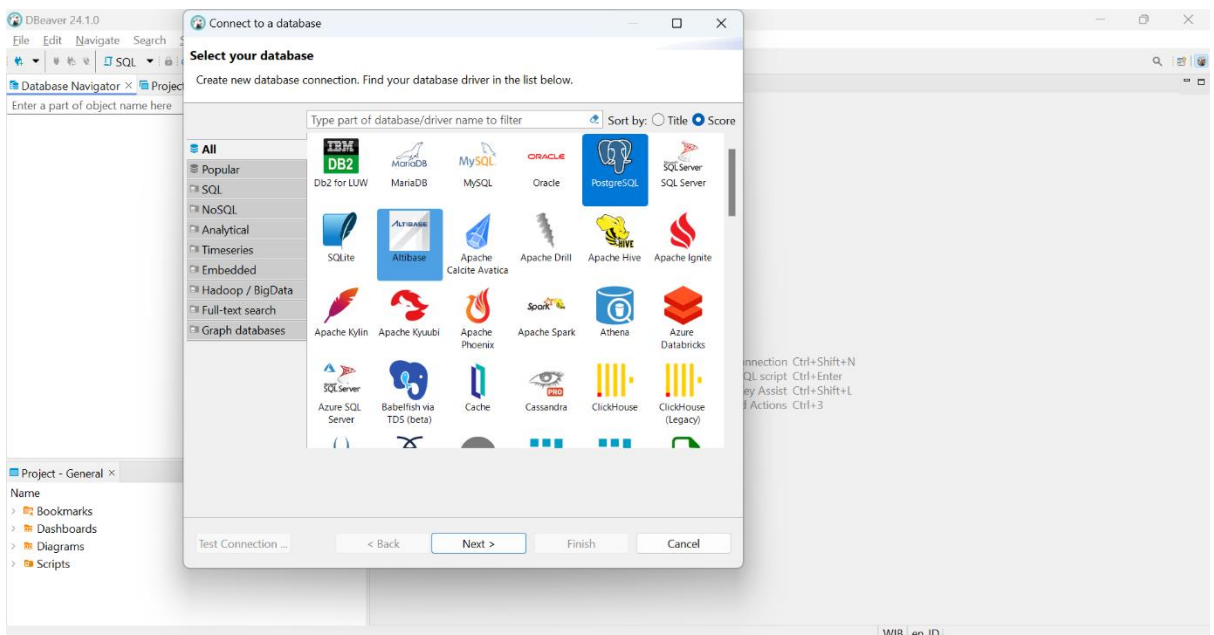 DBeaver 24.1.0
File Edit Navigate Search
SQL
Database Navigator
Enter a part of object name here
Connect to a database
Select your database
Create new database connection. Find your database driver in the list below.
Type part of database/driver name to filter
Sort by: Title Score
All
Popular
SQL
NoSQL
Analytical
Timeseries
Embedded
Hadoop / BigData
Full-text search
Graph databases
IBM DB2 MariaDB MySQL ORACLE SQL Server
Db2 for LUW MariaDB MySQL Oracle PostgreSQL SQL Server
ALTIBASE HIVE
SQLite Altibase Apache Calcite Avatica Apache Drill Apache Hive Apache Ignite
Spark
Apache Kylin Apache Kyuubi Apache Phoenix Apache Spark Athena Azure Databricks
SQL Server PRO
Azure SQL Server Babelfish via TDS (beta) Cache Cassandra ClickHouse ClickHouse (Legacy)
Test Connection ... < Back Next > Finish Cancel
Ctrl+Shift+N
script Ctrl+Enter
Assist Ctrl+Shift+L
Actions Ctrl+3
Project - General
Name
Bookmarks
Dashboards
Diagrams
Scripts
WIB en_ID